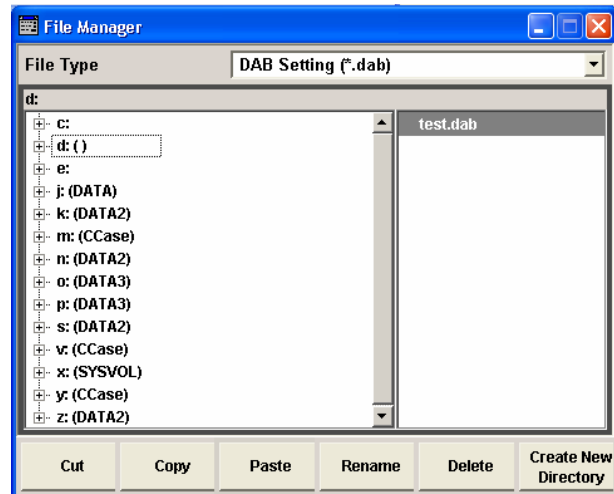 File Manager
File Type
DAB Setting (*.dab)
d:
c:
d: ( )
e:
j: (DATA)
k: (DATA2)
m: (CCase)
n: (DATA2)
o: (DATA3)
p: (DATA3)
s: (DATA2)
v: (CCase)
x: (SYSVOL)
y: (CCase)
z: (DATA2)
test.dab
Cut
Copy
Paste
Rename
Delete
Create New
Directory